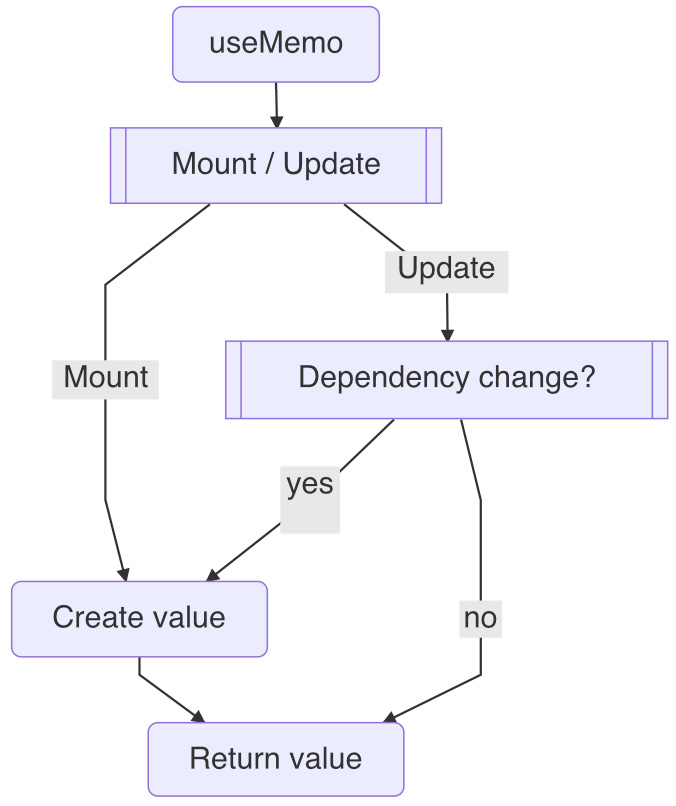 useMemo
Mount / Update
Update
Mount
Dependency change?
yes
Create value
no
Return value